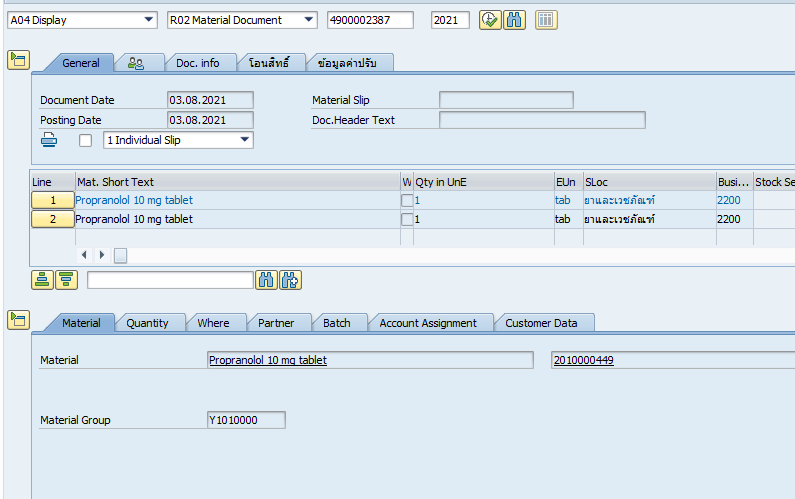 A04 Display R02 Material Document 4900002387 2021
General Doc. info โอนสิทธิ์ ข้อมูลค่าปรับ
Document Date 03.08.2021 Material Slip
Posting Date 03.08.2021 Doc.Header Text
1 Individual Slip
Line Mat. Short Text W Qty in UnE EUn SLoc Busi... Stock Se
1 Propranolol 10 mg tablet 1 tab ยาและเวชภัณฑ์ 2200
2 Propranolol 10 mg tablet 1 tab ยาและเวชภัณฑ์ 2200
Material Quantity Where Partner Batch Account Assignment Customer Data
Material Propranolol 10 mg tablet 2010000449
Material Group Y1010000